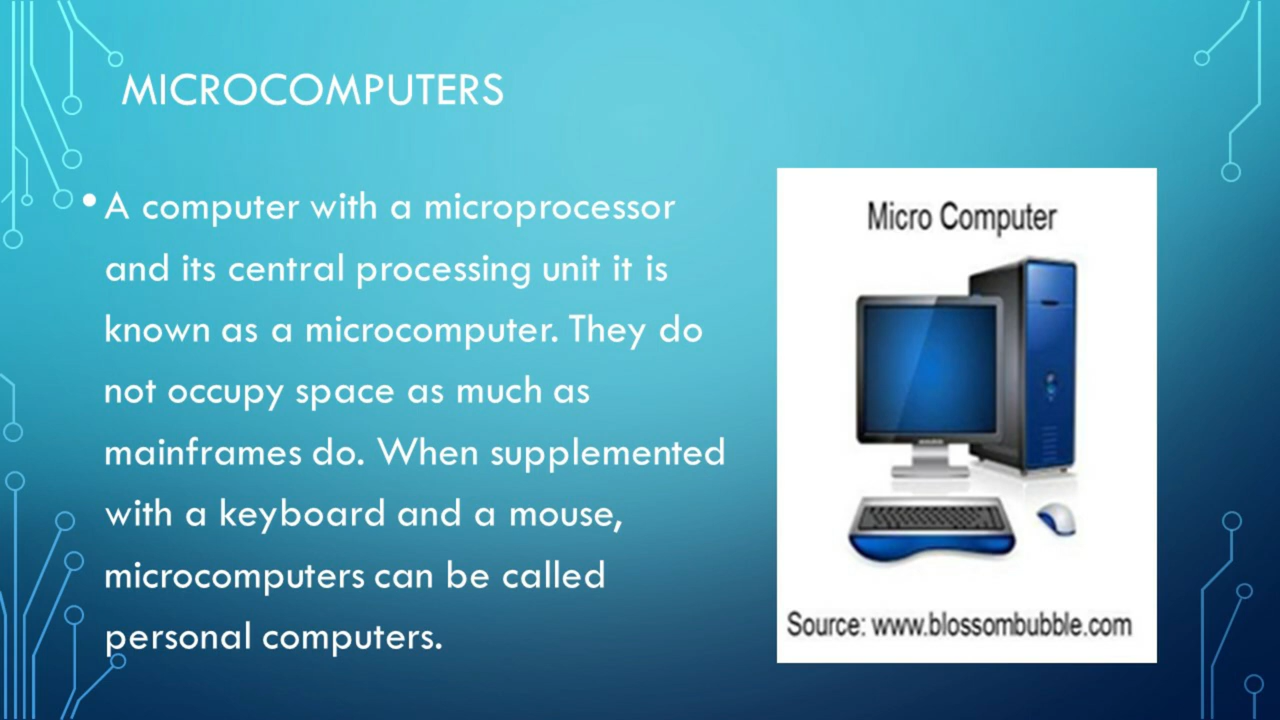 MICROCOMPUTERS
• A computer with a microprocessor
and its central processing unit it is
known as a microcomputer. They do
not occupy space as much as
mainframes do. When supplemented
with a keyboard and a mouse,
microcomputers can be called
personal computers.
Micro Computer
Source: www.blossombubble.com